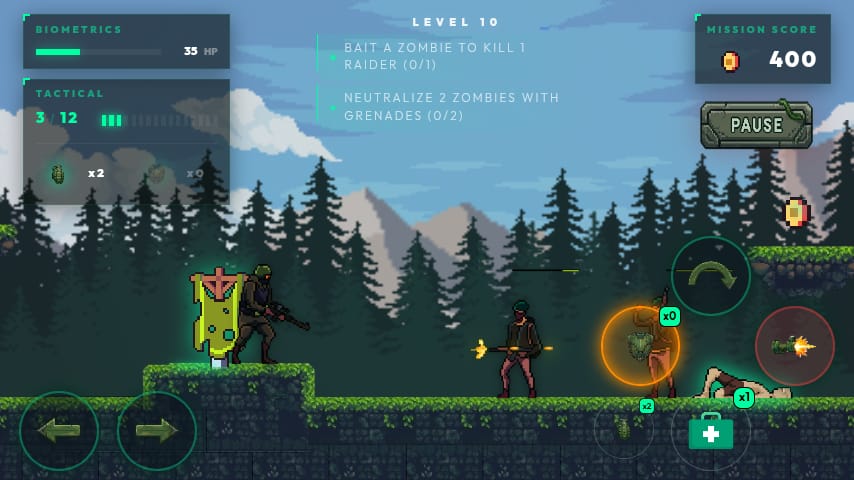 BIOMETRICS
35 HP
TACTICAL
3 / 12
x2
x0
LEVEL 10
BAIT A ZOMBIE TO KILL 1
RAIDER (0/1)
NEUTRALIZE 2 ZOMBIES WITH
GRENADES (0/2)
MISSION SCORE
400
PAUSE
x0
x1
x2